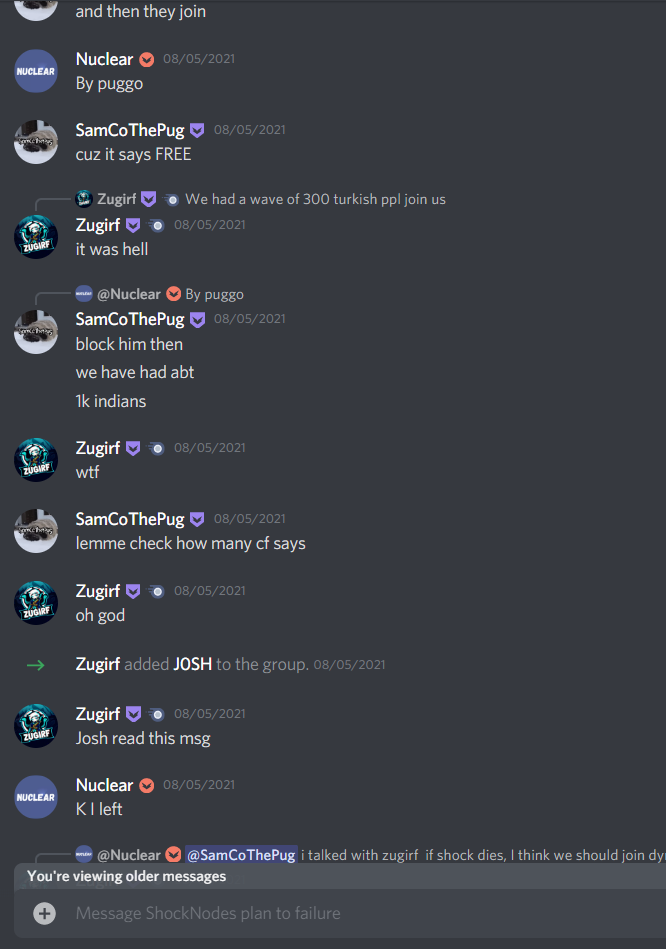 and then they join
Nuclear 08/05/2021
NUCLEAR
By puggo
SamCoThePug 08/05/2021
cuz it says FREE
Zugirf We had a wave of 300 turkish ppl join us
Zugirf 08/05/2021
ZUGIRF
it was hell
@Nuclear By puggo
SamCoThePug 08/05/2021
block him then
we have had abt
1k indians
Zugirf 08/05/2021
ZUGIRF
wtf
SamCoThePug 08/05/2021
lemme check how many cf says
Zugirf 08/05/2021
ZUGIRF
oh god
Zugirf added J0SH to the group. 08/05/2021
Zugirf 08/05/2021
ZUGIRF
Josh read this msg
Nuclear 08/05/2021
NUCLEAR
K I left
@Nuclear @SamCoThePug i talked with zugirf if shock dies, I think we should join
You're viewing older messages
Message ShockNodes plan to failure